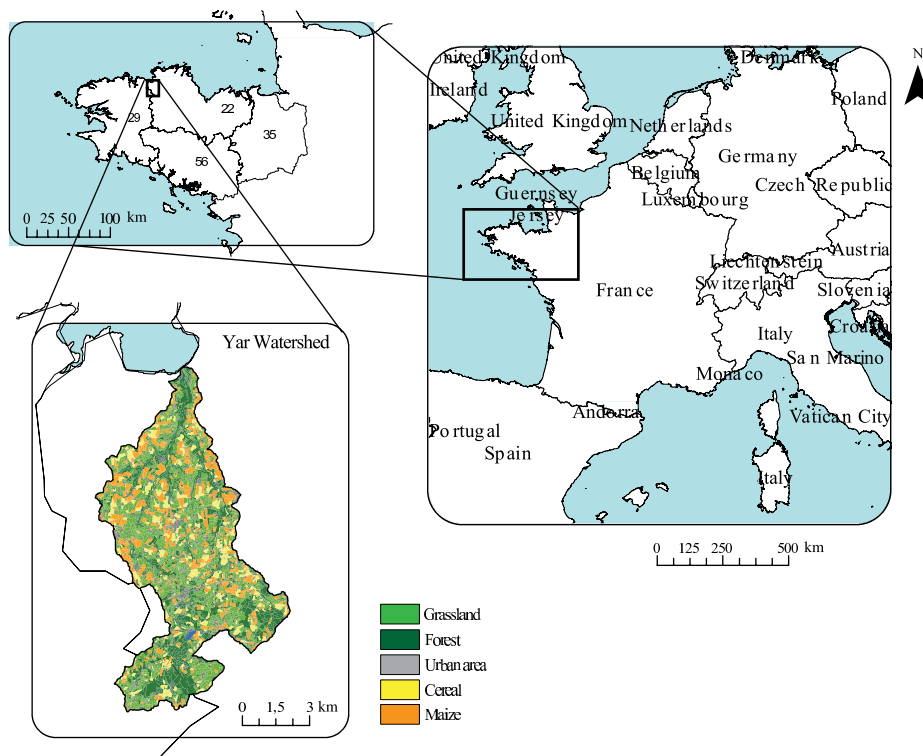 29
22
35
56
0 25 50 100 km
United Kingdom
Denmark
Ireland
Poland
United Kingdom
Netherlands
Germany
Belgium
Czech Republic
Guernsey
Luxembourg
Jersey
Austria
Liechtenstein
Switzerland
France
Slovenia
Italy
Croatia
San Marino
Monaco
Andorra
Vatican City
Portugal
Spain
Italy
N
0 125 250 500 km
Yar Watershed
0 1,5 3 km
Grassland
Forest
Urban area
Cereal
Maize